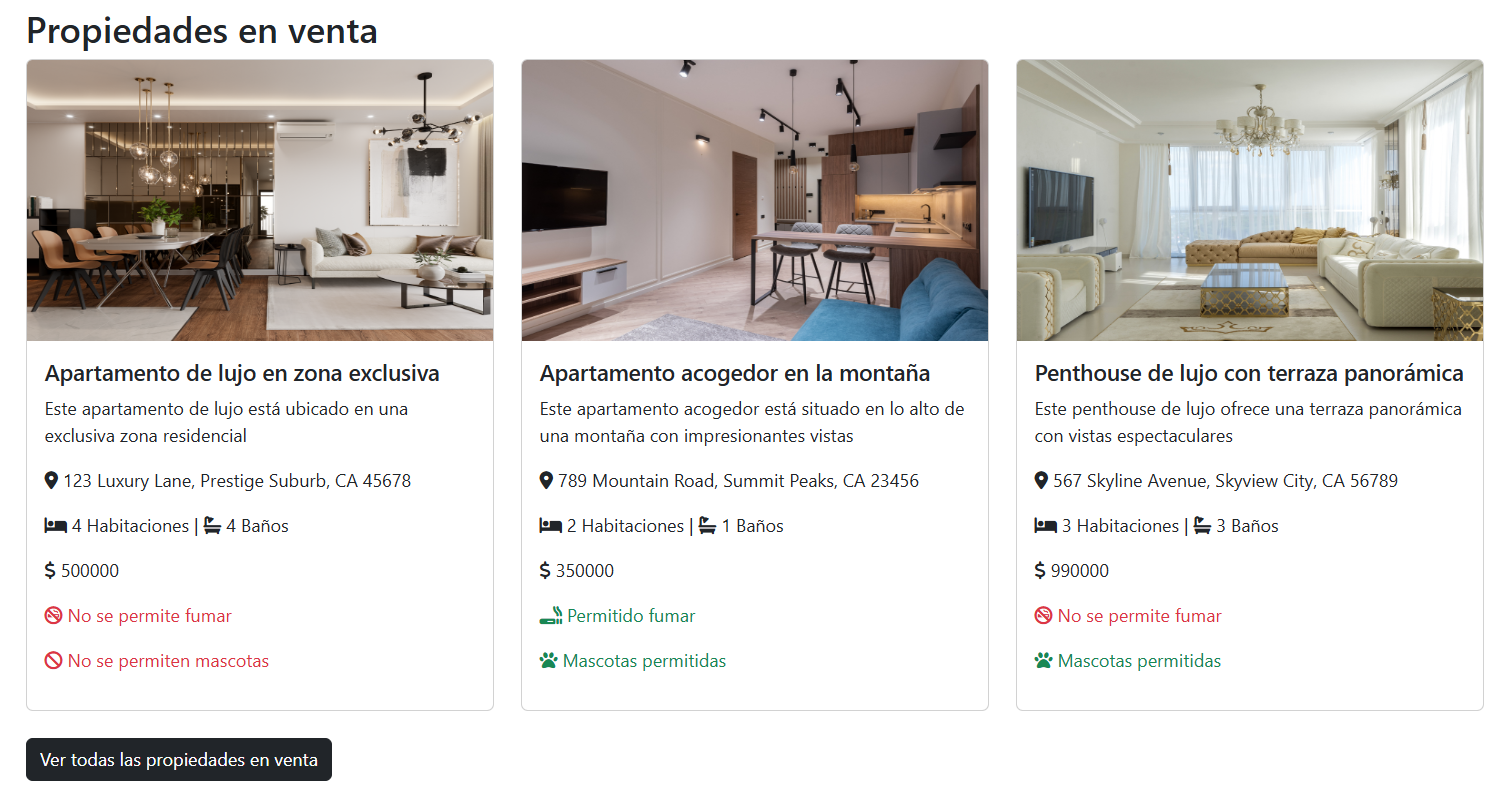 Propiedades en venta
Apartamento de lujo en zona exclusiva
Este apartamento de lujo está ubicado en una
exclusiva zona residencial
123 Luxury Lane, Prestige Suburb, CA 45678
4 Habitaciones | 4 Baños
$ 500000
No se permite fumar
No se permiten mascotas
Apartamento acogedor en la montaña
Este apartamento acogedor está situado en lo alto de
una montaña con impresionantes vistas
789 Mountain Road, Summit Peaks, CA 23456
2 Habitaciones | 1 Baños
$ 350000
Permitido fumar
Mascotas permitidas
Penthouse de lujo con terraza panorámica
Este penthouse de lujo ofrece una terraza panorámica
con vistas espectaculares
567 Skyline Avenue, Skyview City, CA 56789
3 Habitaciones | 3 Baños
$ 990000
No se permite fumar
Mascotas permitidas
Ver todas las propiedades en venta